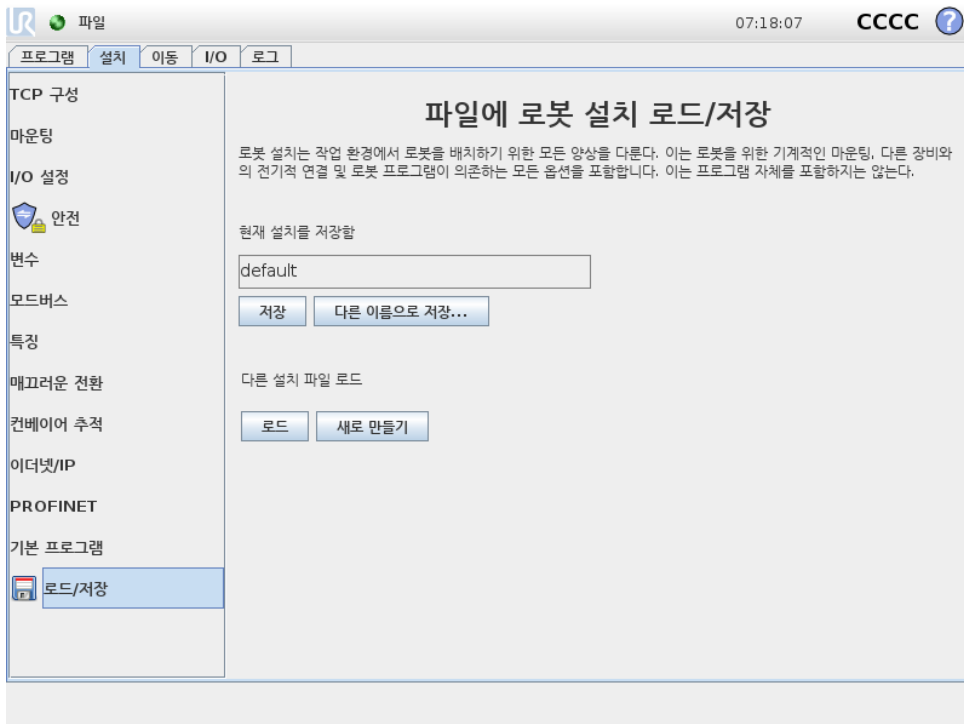 UR 파일 07:18:07 CCCC ?
프로그램 설치 이동 I/O 로그
TCP 구성
마운팅
I/O 설정
안전
변수
모드버스
특징
매끄러운 전환
컨베이어 추적
이더넷/IP
PROFINET
기본 프로그램
로드/저장
파일에 로봇 설치 로드/저장
로봇 설치는 작업 환경에서 로봇을 배치하기 위한 모든 양상을 다룬다. 이는 로봇을 위한 기계적인 마운팅, 다른 장비와
의 전기적 연결 및 로봇 프로그램이 의존하는 모든 옵션을 포함합니다. 이는 프로그램 자체를 포함하지는 않는다.
현재 설치를 저장함
default
저장 다른 이름으로 저장...
다른 설치 파일 로드
로드 새로 만들기